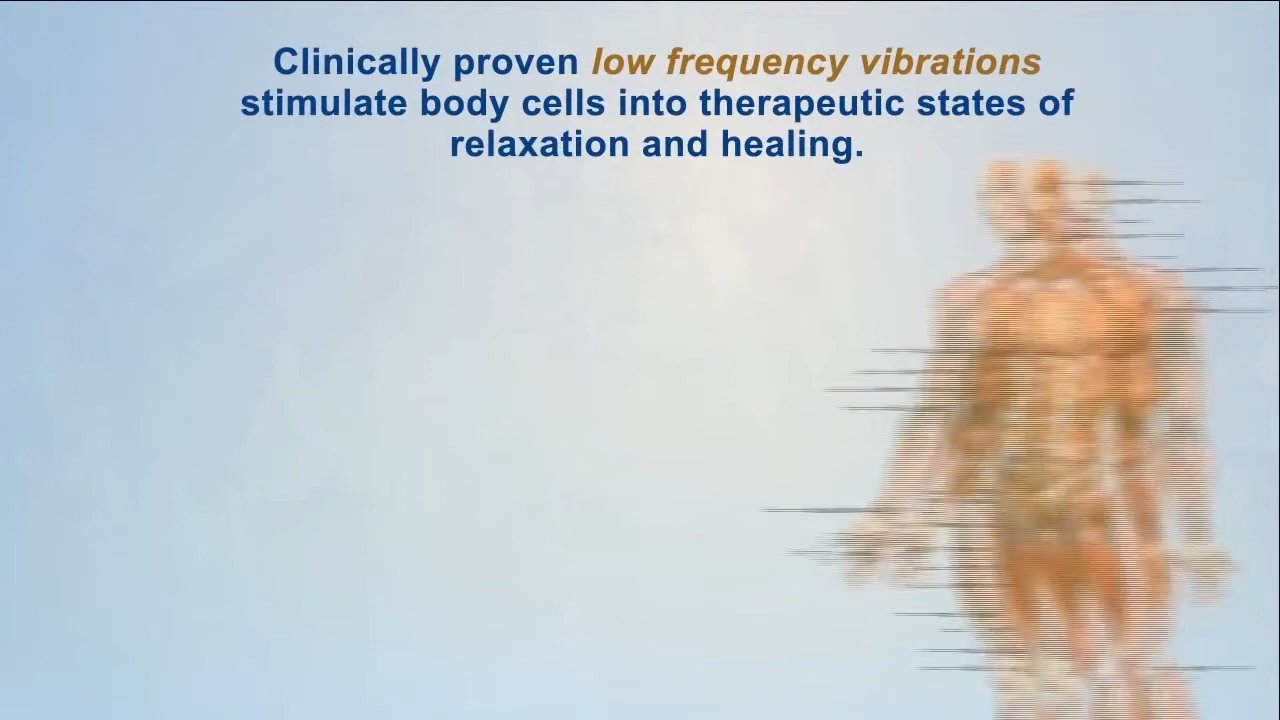 Clinically proven low frequency vibrations
stimulate body cells into therapeutic states of
relaxation and healing.